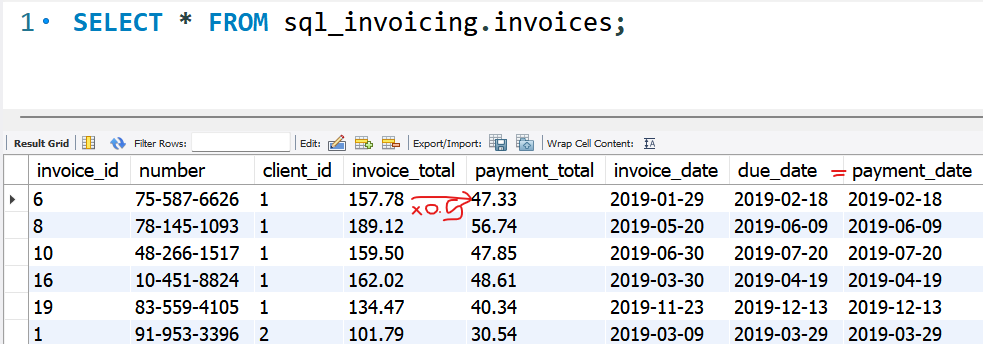 1 SELECT * FROM sql_invoicing.invoices;
Result Grid Filter Rows: Edit: Export/Import: Wrap Cell Content: IA
invoice_id number client_id invoice_total payment_total invoice_date due_date = payment_date
6 75-587-6626 1 157.78 47.33 2019-01-29 2019-02-18 2019-02-18
×0.5
8 78-145-1093 1 189.12 56.74 2019-05-20 2019-06-09 2019-06-09
10 48-266-1517 1 159.50 47.85 2019-06-30 2019-07-20 2019-07-20
16 10-451-8824 1 162.02 48.61 2019-03-30 2019-04-19 2019-04-19
19 83-559-4105 1 134.47 40.34 2019-11-23 2019-12-13 2019-12-13
1 91-953-3396 2 101.79 30.54 2019-03-09 2019-03-29 2019-03-29